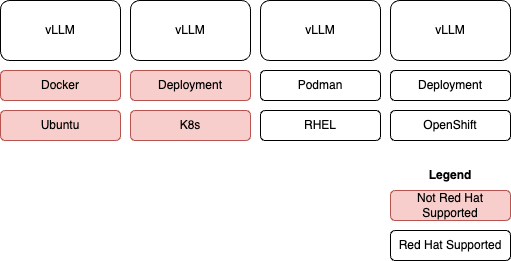 vLLM vLLM vLLM vLLM
Docker Deployment Podman Deployment
Ubuntu K8s RHEL OpenShift
Legend
Not Red Hat
Supported
Red Hat Supported